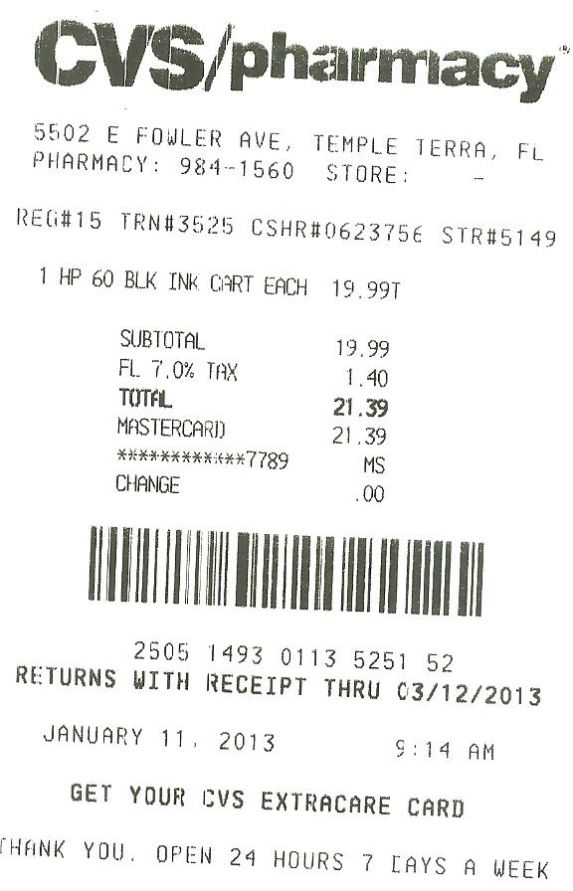 CVS/pharmacy®
5502 E FOWLER AVE, TEMPLE TERRA, FL
PHARMACY: 984-1560 STORE: -
REG#15 TRN#3525 CSHR#0623756 STR#5149
1 HP 60 BLK INK CART EACH 19.99T
SUBTOTAL 19.99
FL 7.0% TAX 1.40
TOTAL 21.39
MASTERCARD 21.39
************7789 MS
CHANGE .00
2505 1493 0113 5251 52
RETURNS WITH RECEIPT THRU 03/12/2013
JANUARY 11, 2013 9:14 AM
GET YOUR CVS EXTRACARE CARD
THANK YOU. OPEN 24 HOURS 7 DAYS A WEEK